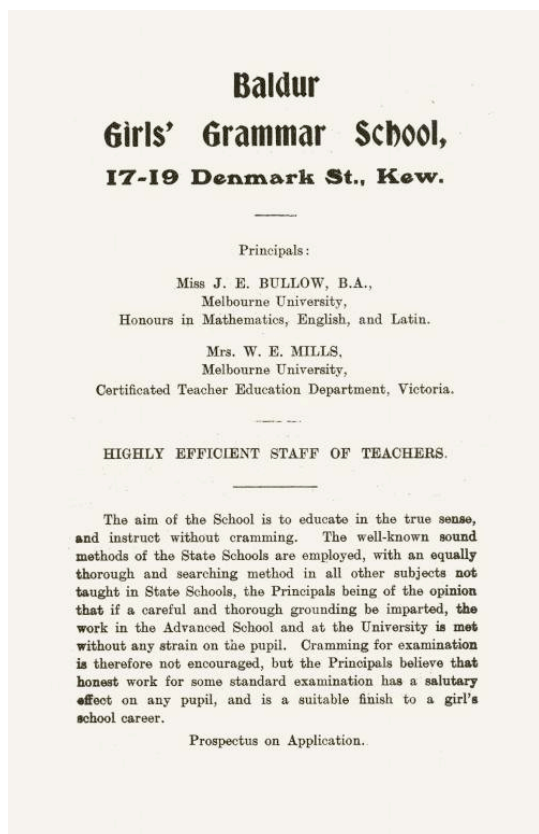 Baldur
Girls' Grammar School,
17-19 Denmark St., Kew.
Principals:
Miss J. E. BULLOW, B.A.,
Melbourne University,
Honours in Mathematics, English, and Latin.
Mrs. W. E. MILLS,
Melbourne University,
Certificated Teacher Education Department, Victoria.
HIGHLY EFFICIENT STAFF OF TEACHERS.
The aim of the School is to educate in the true sense,
and instruct without cramming. The well-known sound
methods of the State Schools are employed, with an equally
thorough and searching method in all other subjects not
taught in State Schools, the Principals being of the opinion
that if a careful and thorough grounding be imparted, the
work in the Advanced School and at the University is met
without any strain on the pupil. Cramming for examination
is therefore not encouraged, but the Principals believe that
honest work for some standard examination has a salutary
effect on any pupil, and is a suitable finish to a girl's
school career.
Prospectus on Application.